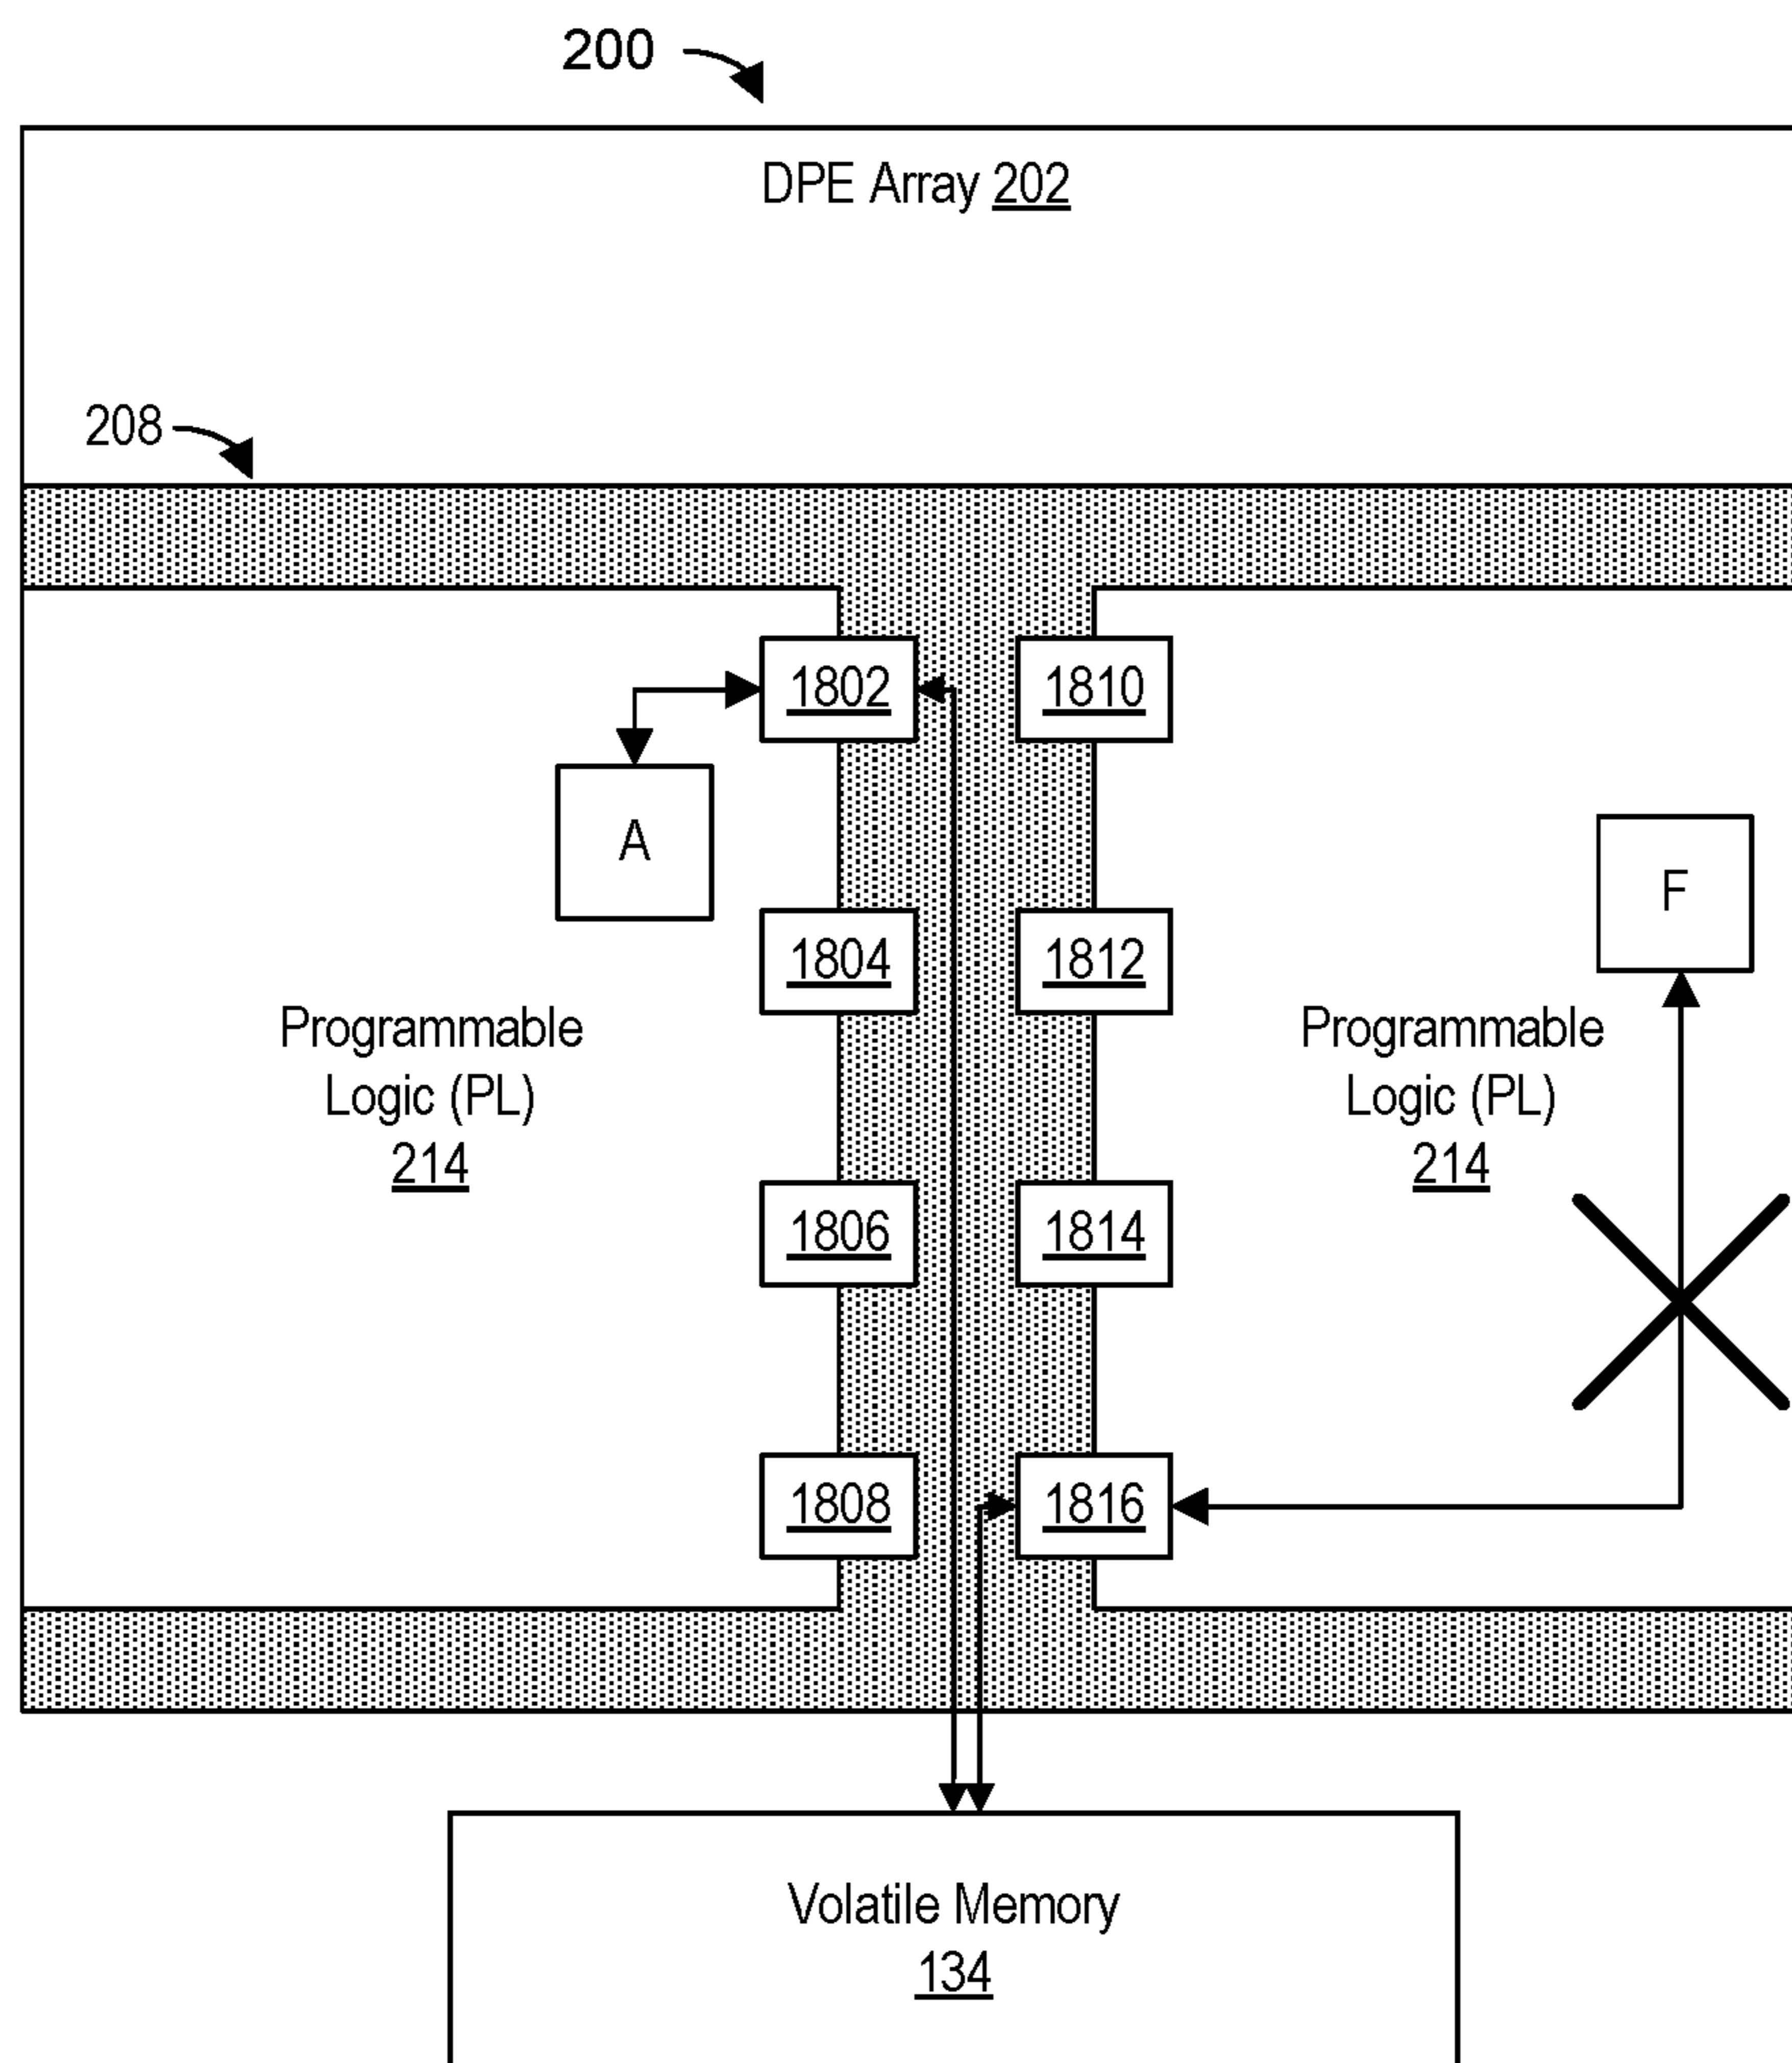 200
DPE Array 202
208
1802
1810
A
F
1804
1812
Programmable
Logic (PL)
214
Programmable
Logic (PL)
214
1806
1814
1808
1816
Volatile Memory
134